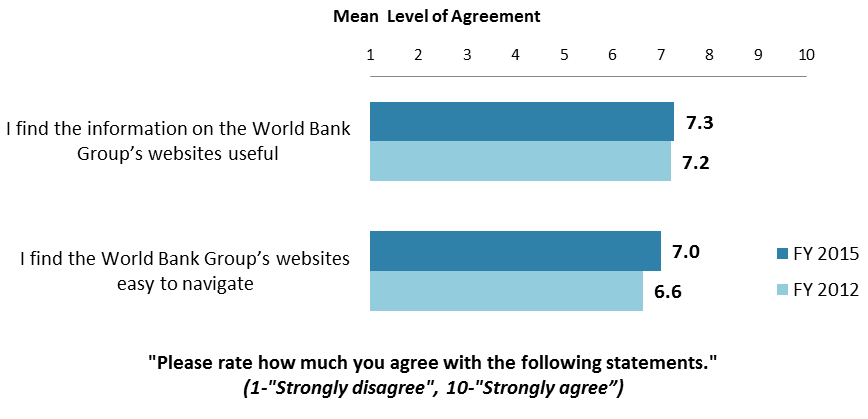 Mean Level of Agreement
1 2 3 4 5 6 7 8 9 10
I find the information on the World Bank
Group’s websites useful
7.3
7.2
I find the World Bank Group’s websites
easy to navigate
7.0
6.6
FY 2015
FY 2012
"Please rate how much you agree with the following statements."
(1-"Strongly disagree", 10-"Strongly agree”)